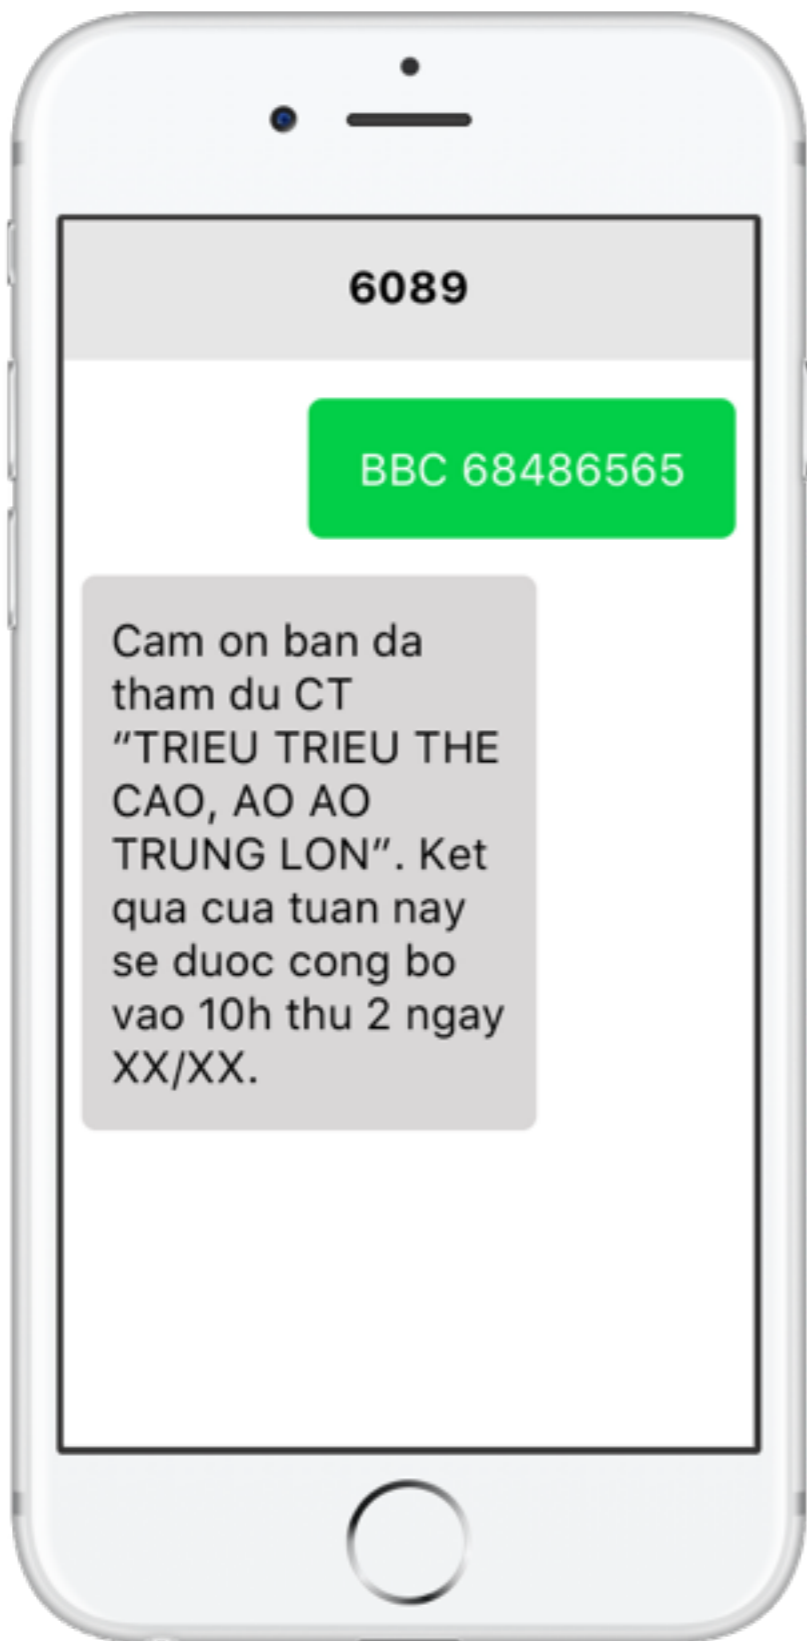 6089
BBC 68486565
Cam on ban da
tham du CT
“TRIEU TRIEU THE
CAO, AO AO
TRUNG LON”. Ket
qua cua tuan nay
se duoc cong bo
vao 10h thu 2 ngay
XX/XX.